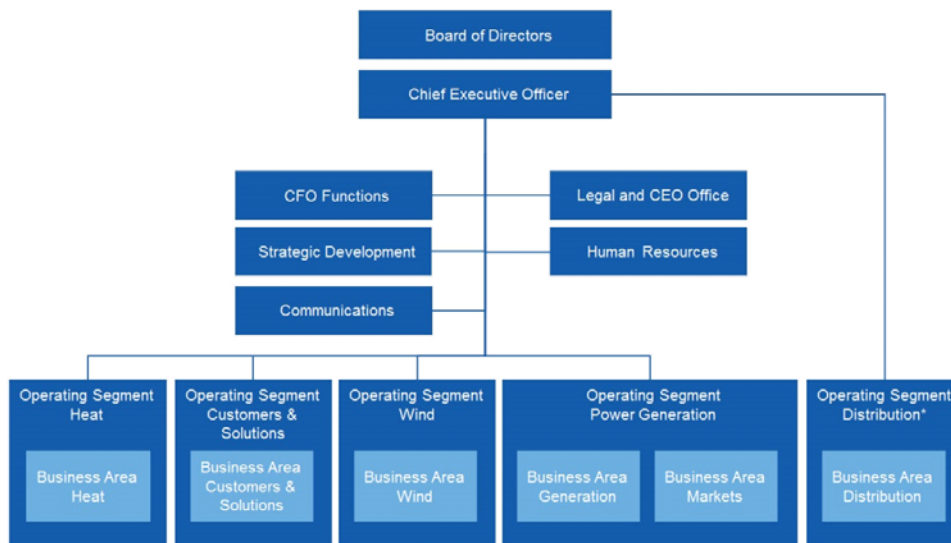 Board of Directors
Chief Executive Officer
CFO Functions
Legal and CEO Office
Strategic Development
Human Resources
Communications
Operating Segment
Heat
Business Area
Heat
Operating Segment
Customers &
Solutions
Business Area
Customers &
Solutions
Operating Segment
Wind
Business Area
Wind
Operating Segment
Power Generation
Business Area
Generation
Business Area
Markets
Operating Segment
Distribution*
Business Area
Distribution